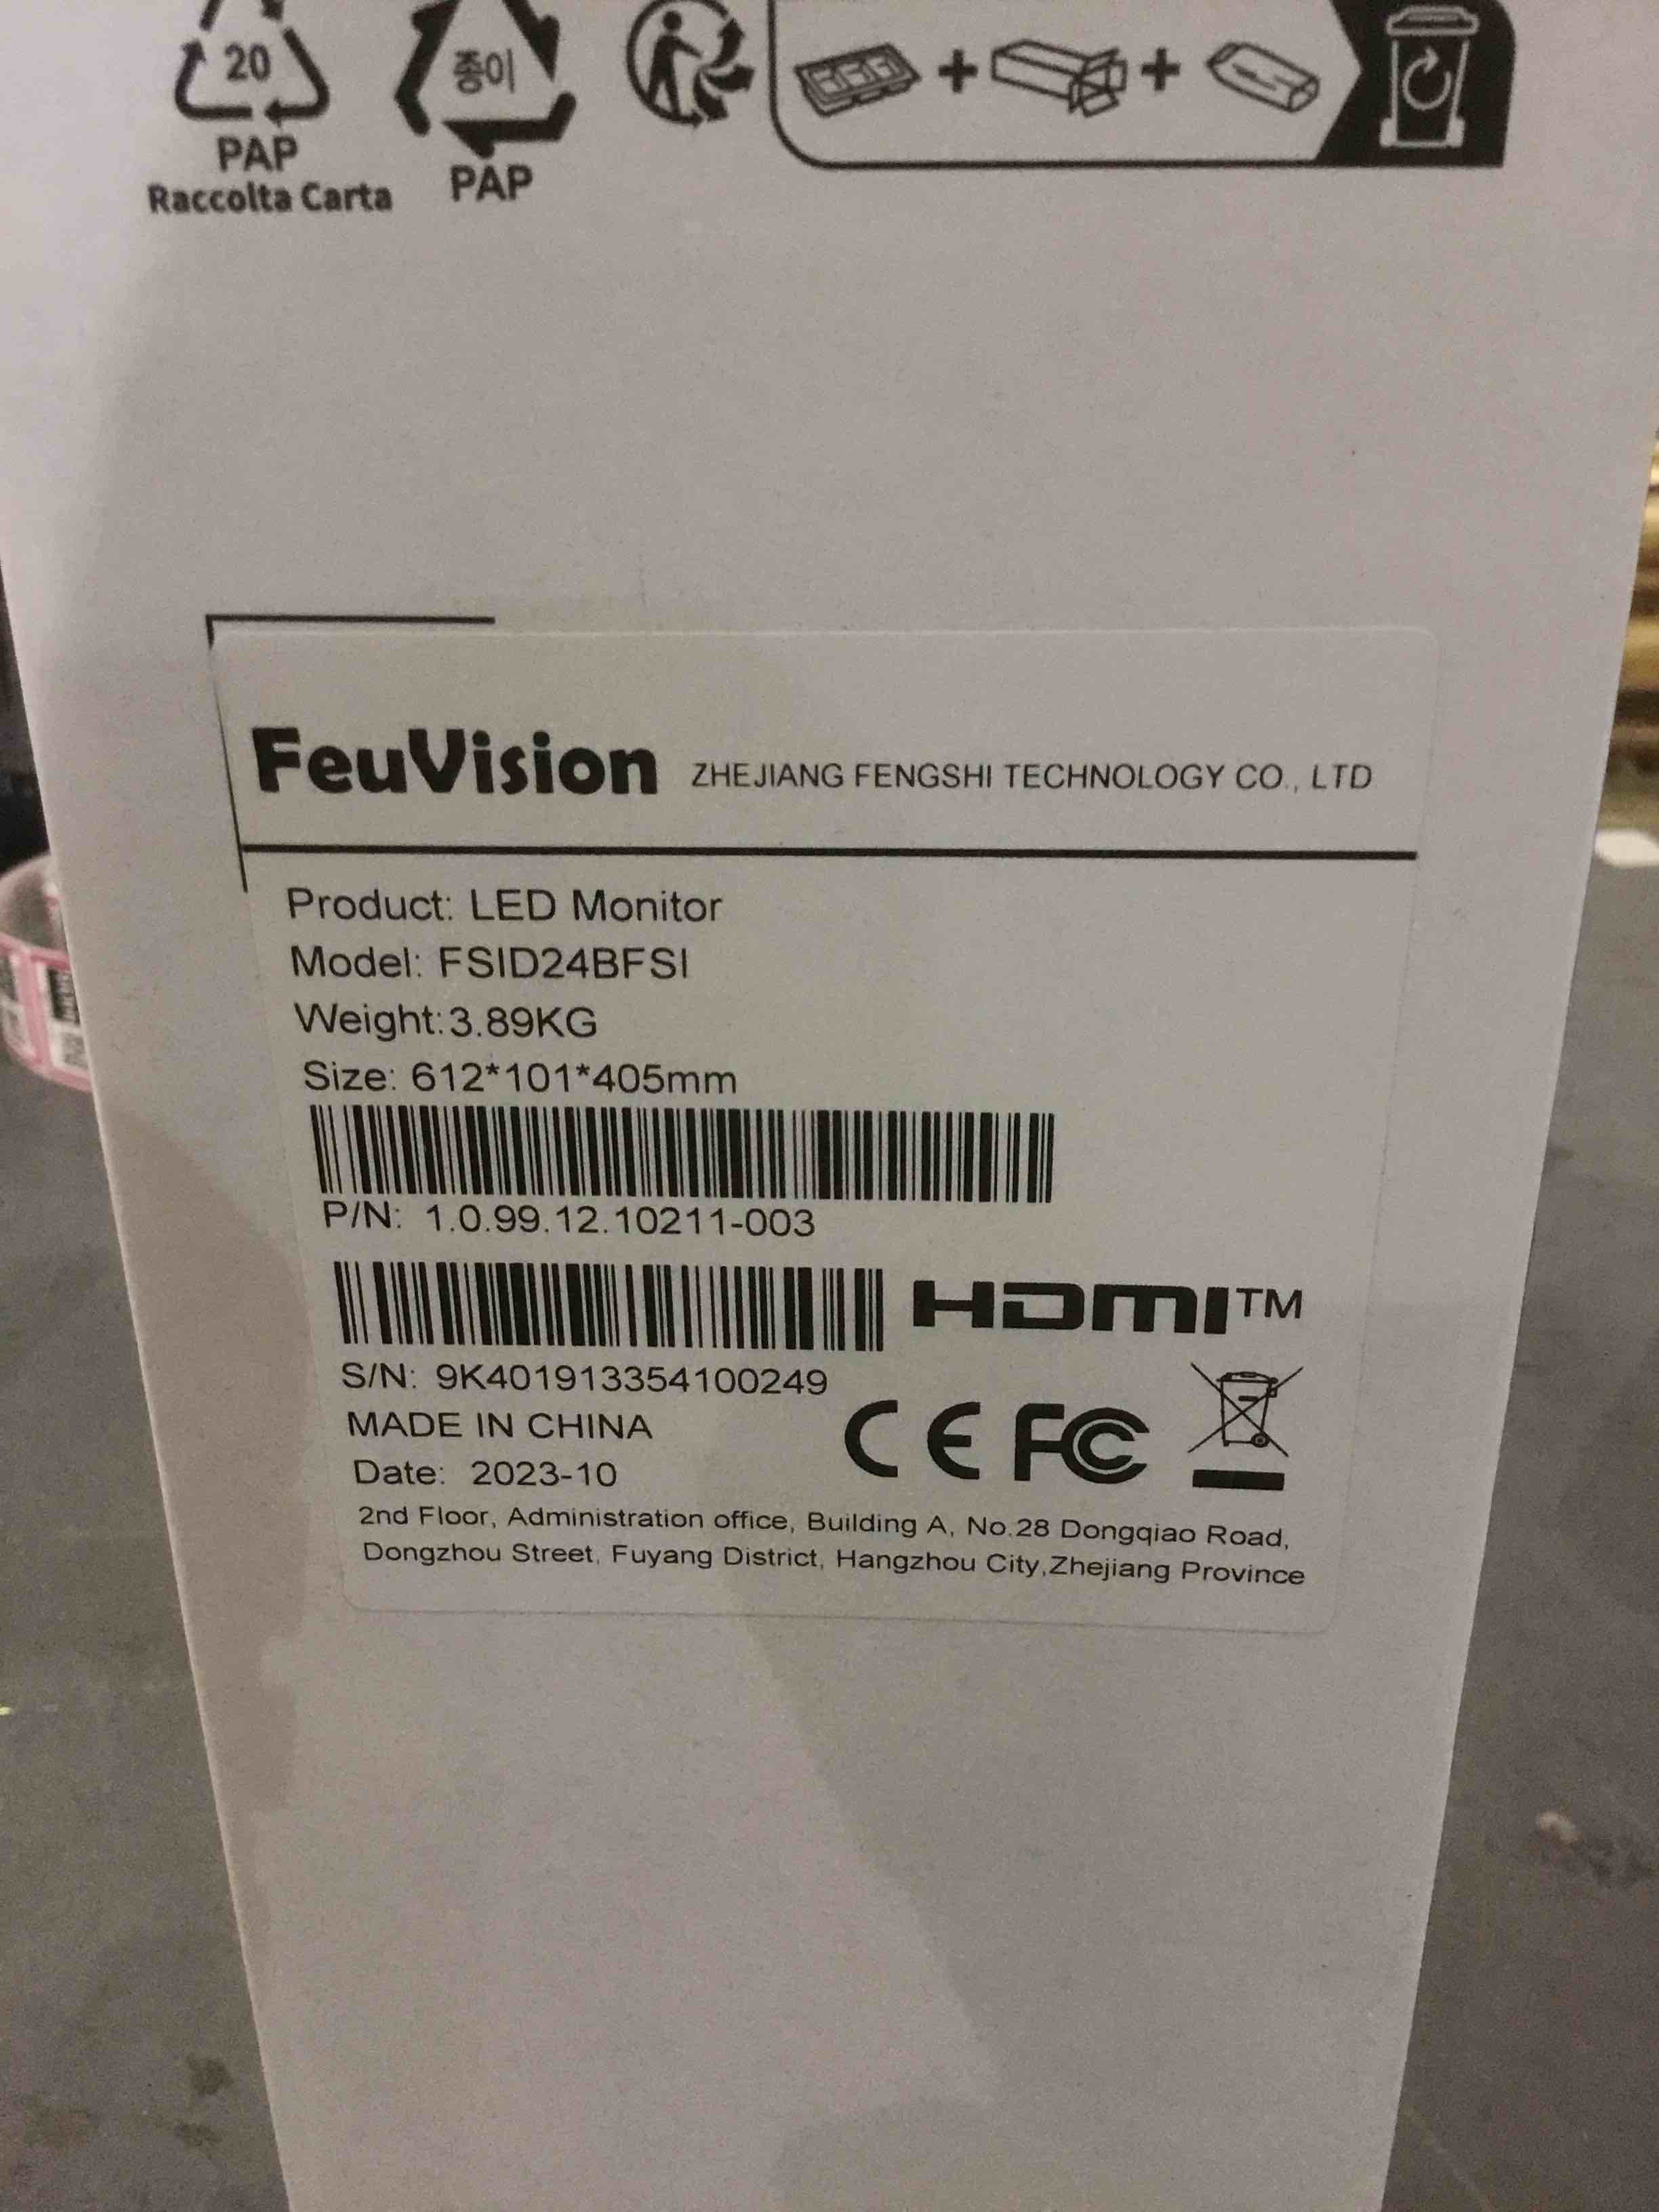 20
PAP
Raccolta Carta
종이
PAP
FeuVision ZHEJIANG FENGSHI TECHNOLOGY CO., LTD
Product: LED Monitor
Model: FSID24BFSI
Weight:3.89KG
Size: 612*101*405mm
P/N: 1.0.99.12.10211-003
HDMI™
S/N: 9K401913354100249
MADE IN CHINA
CE FC
Date: 2023-10
2nd Floor, Administration office, Building A, No.28 Dongqiao Road,
Dongzhou Street, Fuyang District, Hangzhou City,Zhejiang Province